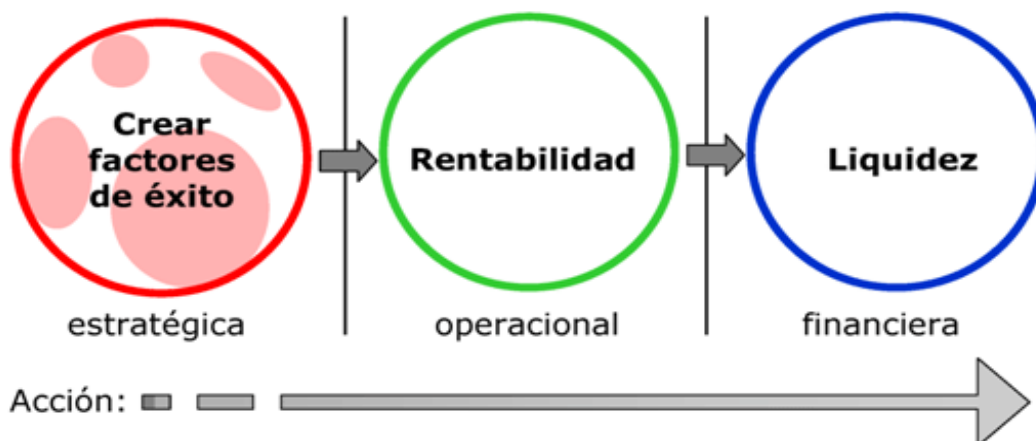 Crear
factores
de éxito
Rentabilidad
Liquidez
estratégica
operacional
financiera
Acción: